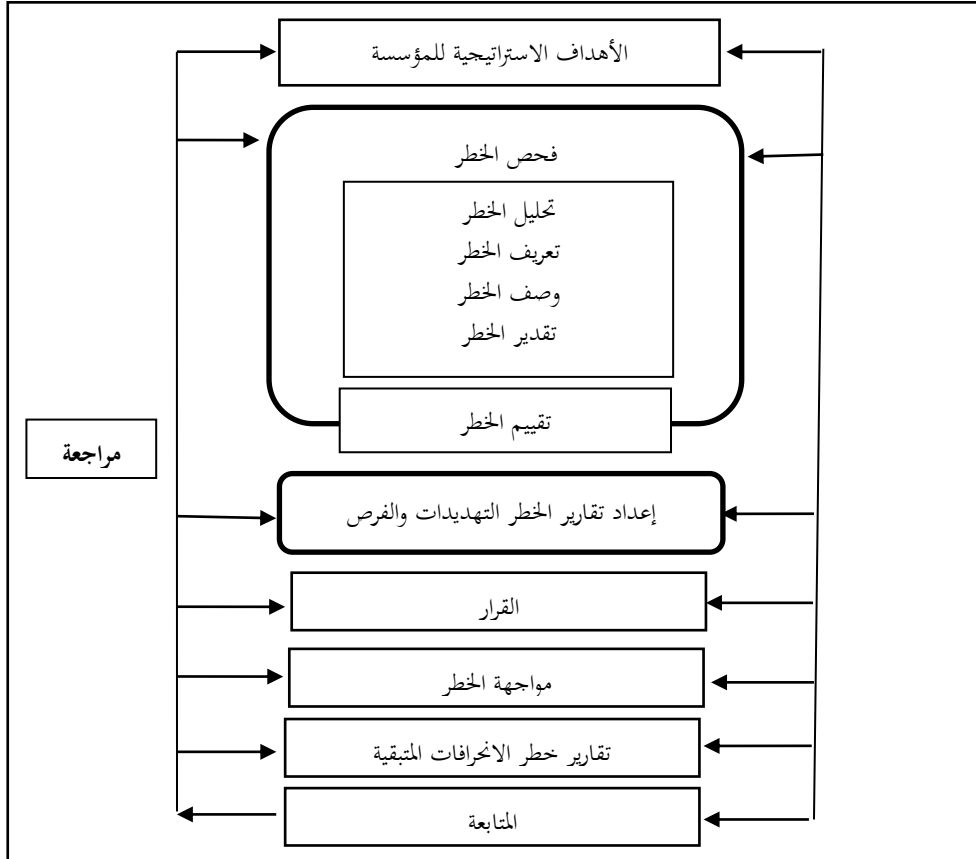 الأهداف الاستراتيجية للمؤسسة
فحص الخطر
تحليل الخطر
تعريف الخطر
وصف الخطر
تقدير الخطر
تقييم الخطر
مراجعة
إعداد تقارير الخطر التهديدات والفرص
القرار
مواجهة الخطر
تقارير خطر الانحرافات المتبقية
المتابعة